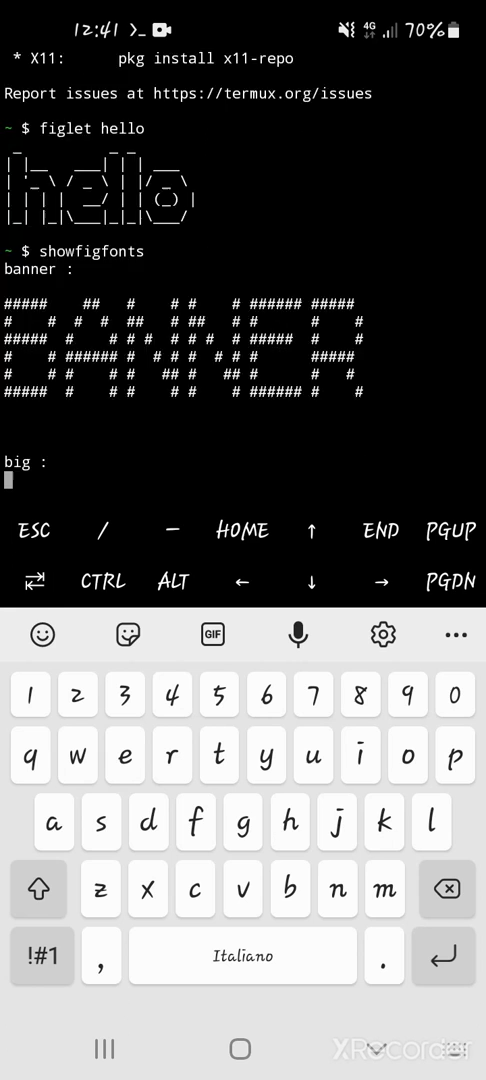 12:41 >_ 4G 70%
* X11: pkg install x11-repo
Report issues at https://termux.org/issues
~ $ figlet hello
hello
~ $ showfigfonts
banner :
BANNER
big :
ESC / — HOME ↑ END PGUP
⇄ CTRL ALT ← ↓ → PGDN
GIF
1 2 3 4 5 6 7 8 9 0
q w e r t y u i o p
a s d f g h j k l
z x c v b n m
!#1 , Italiano .
XRecorder